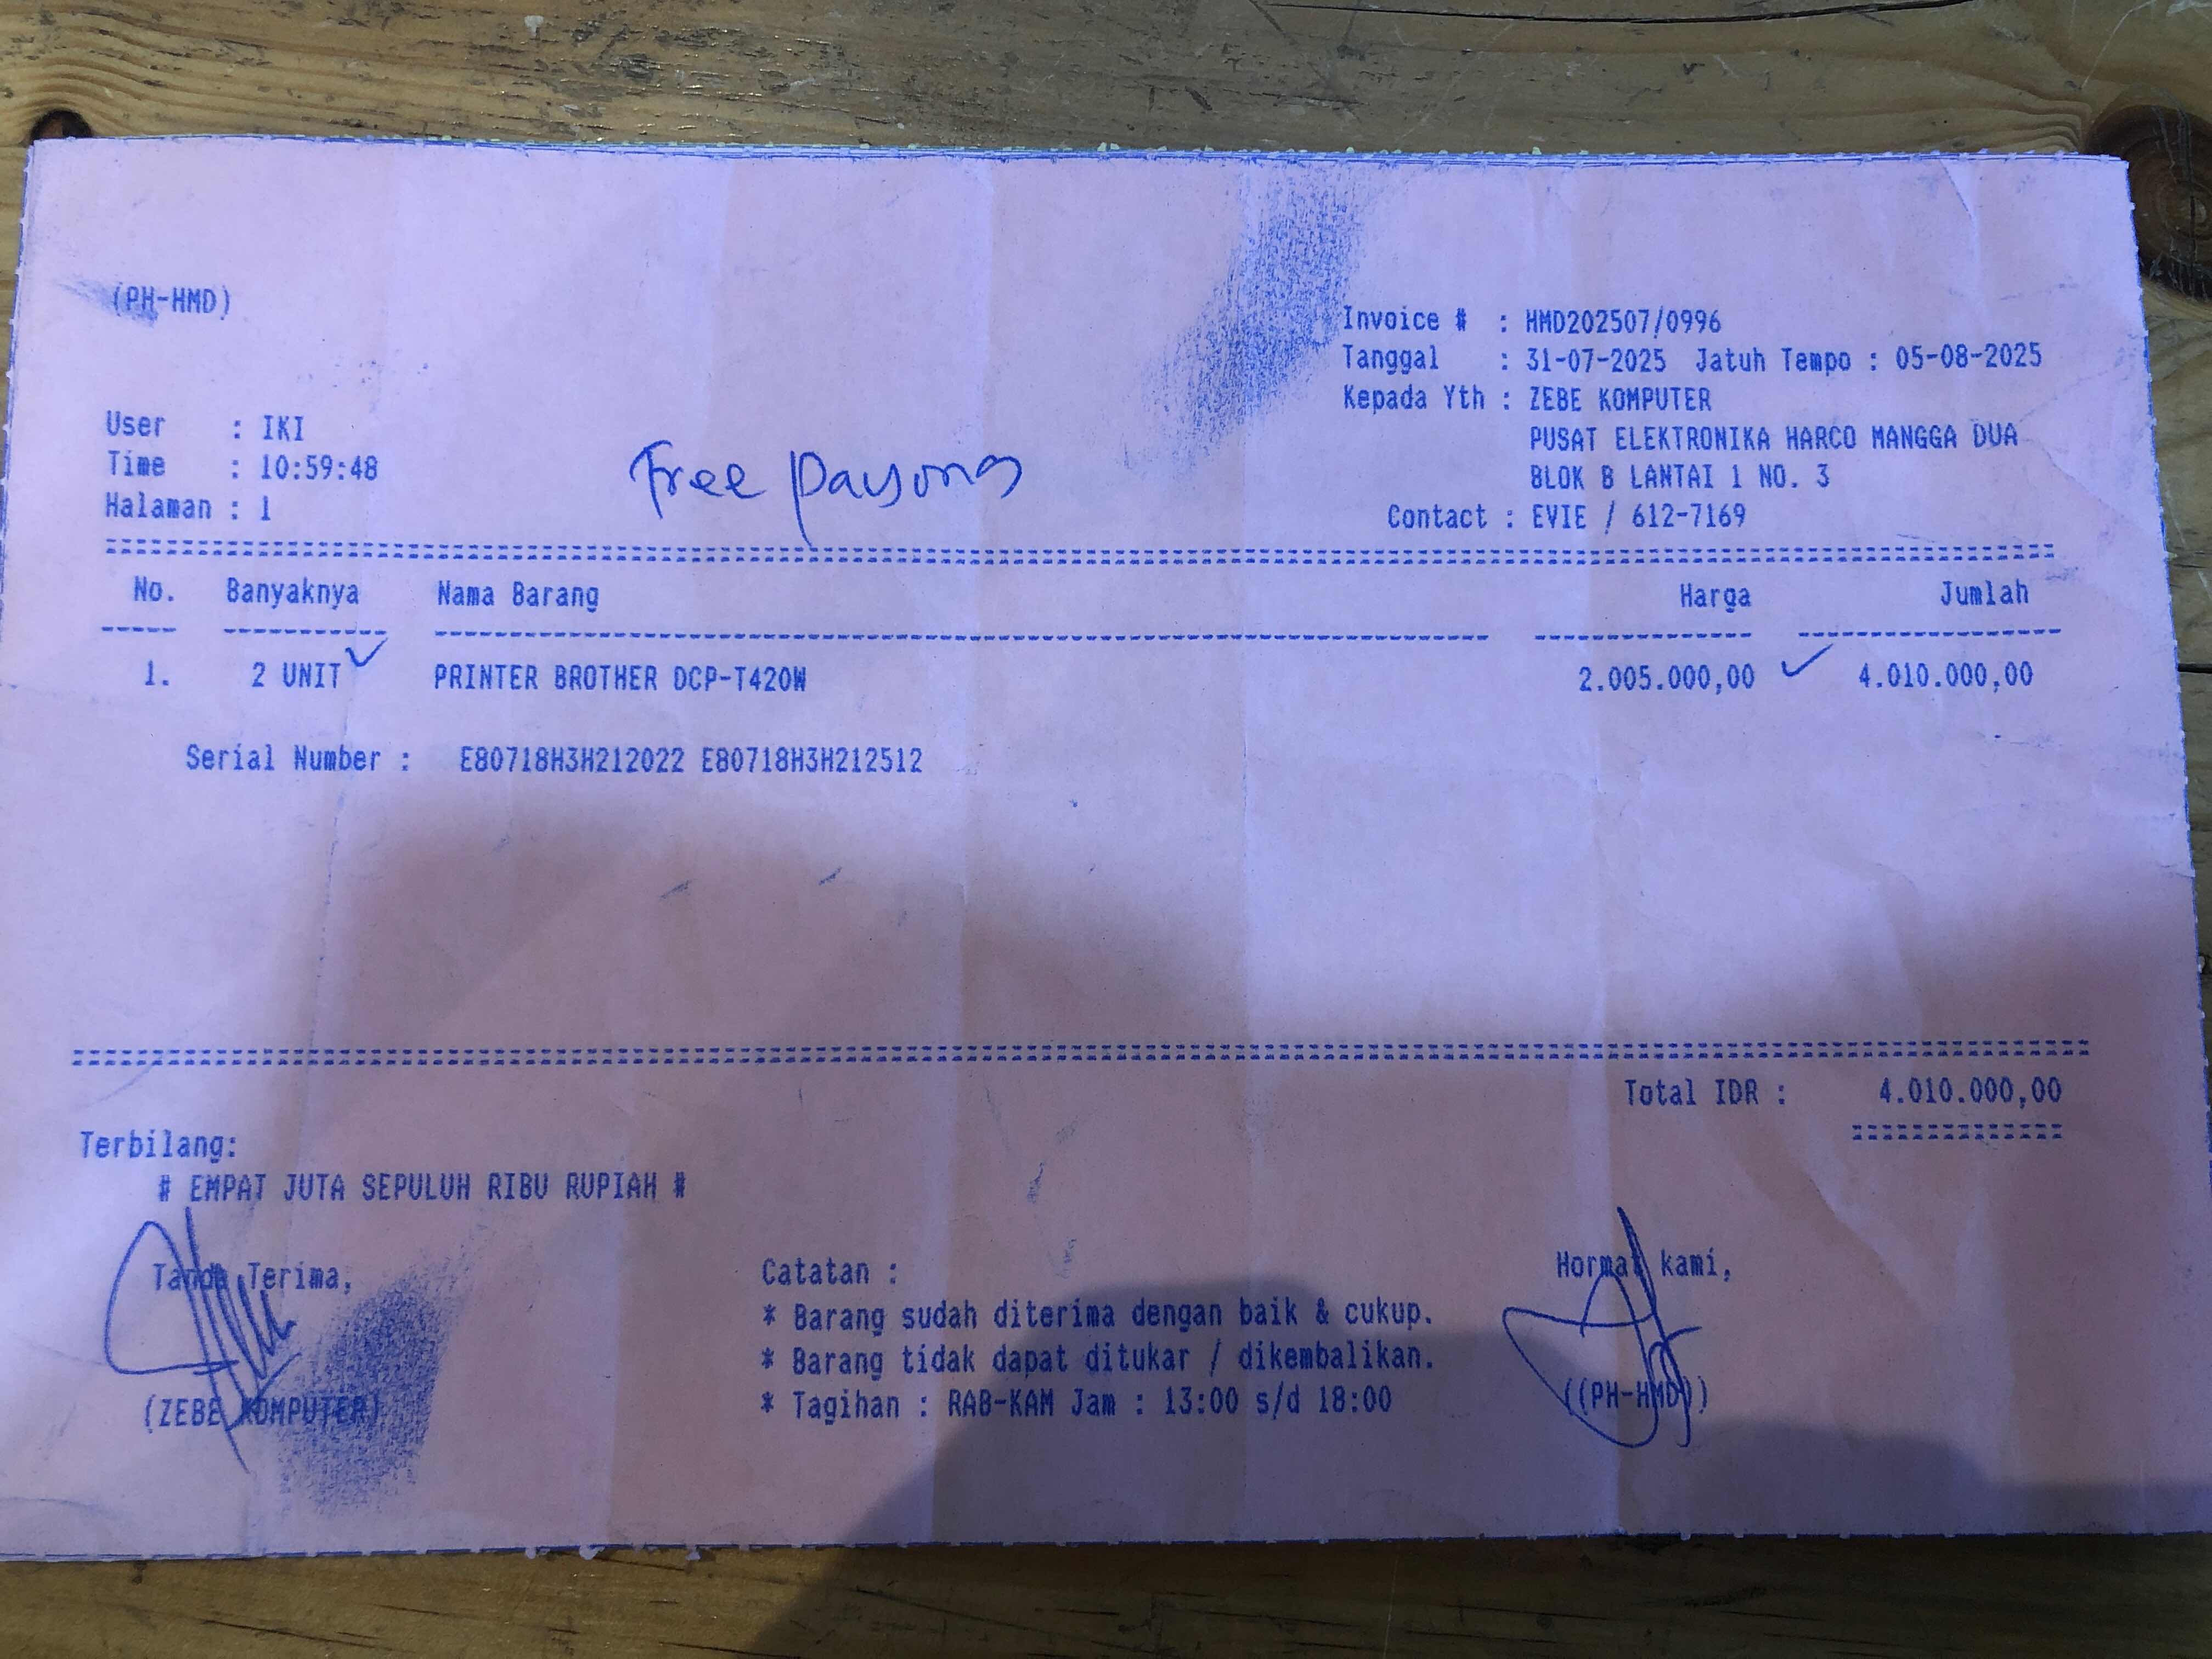 (PH-HMD)
Invoice # : HMD202507/0996
Tanggal : 31-07-2025 Jatuh Tempo : 05-08-2025
Kepada Yth : ZEBE KOMPUTER
PUSAT ELEKTRONIKA HARCO MANGGA DUA
BLOK B LANTAI 1 NO. 3
Contact : EVIE / 612-7169
User : IKI
Time : 10:59:48
Halaman : 1
Free payong
No. Banyaknya Nama Barang Harga Jumlah
1. 2 UNIT PRINTER BROTHER DCP-T420W 2.005.000,00 4.010.000,00
Serial Number : E80718H3H212022 E80718H3H212512
Total IDR : 4.010.000,00
Terbilang:
# EMPAT JUTA SEPULUH RIBU RUPIAH #
Tanda Terima,
(ZEBE KOMPUTER)
Catatan :
* Barang sudah diterima dengan baik & cukup.
* Barang tidak dapat ditukar / dikembalikan.
* Tagihan : RAB-KAM Jam : 13:00 s/d 18:00
Hormat kami,
((PH-HMD))